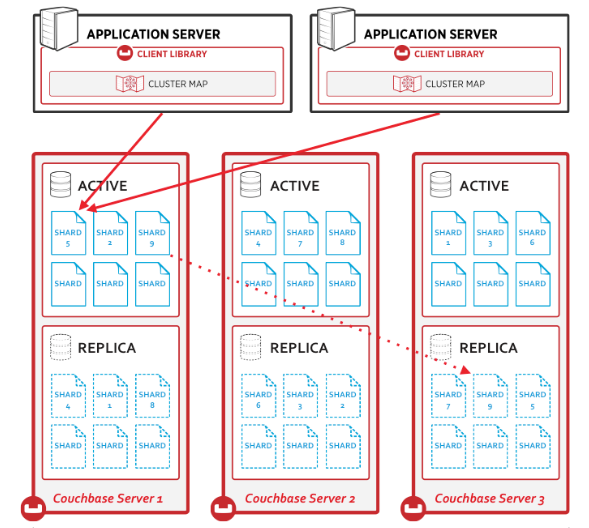 APPLICATION SERVER
CLIENT LIBRARY
CLUSTER MAP
APPLICATION SERVER
CLIENT LIBRARY
CLUSTER MAP
ACTIVE
SHARD 5
SHARD 2
SHARD 9
SHARD
SHARD
SHARD
REPLICA
SHARD 4
SHARD 1
SHARD 8
SHARD
SHARD
SHARD
Couchbase Server 1
ACTIVE
SHARD 4
SHARD 7
SHARD 8
SHARD
SHARD
SHARD
REPLICA
SHARD 6
SHARD 3
SHARD 2
SHARD
SHARD
SHARD
Couchbase Server 2
ACTIVE
SHARD 1
SHARD 3
SHARD 6
SHARD
SHARD
SHARD
REPLICA
SHARD 7
SHARD 9
SHARD 5
SHARD
SHARD
SHARD
Couchbase Server 3